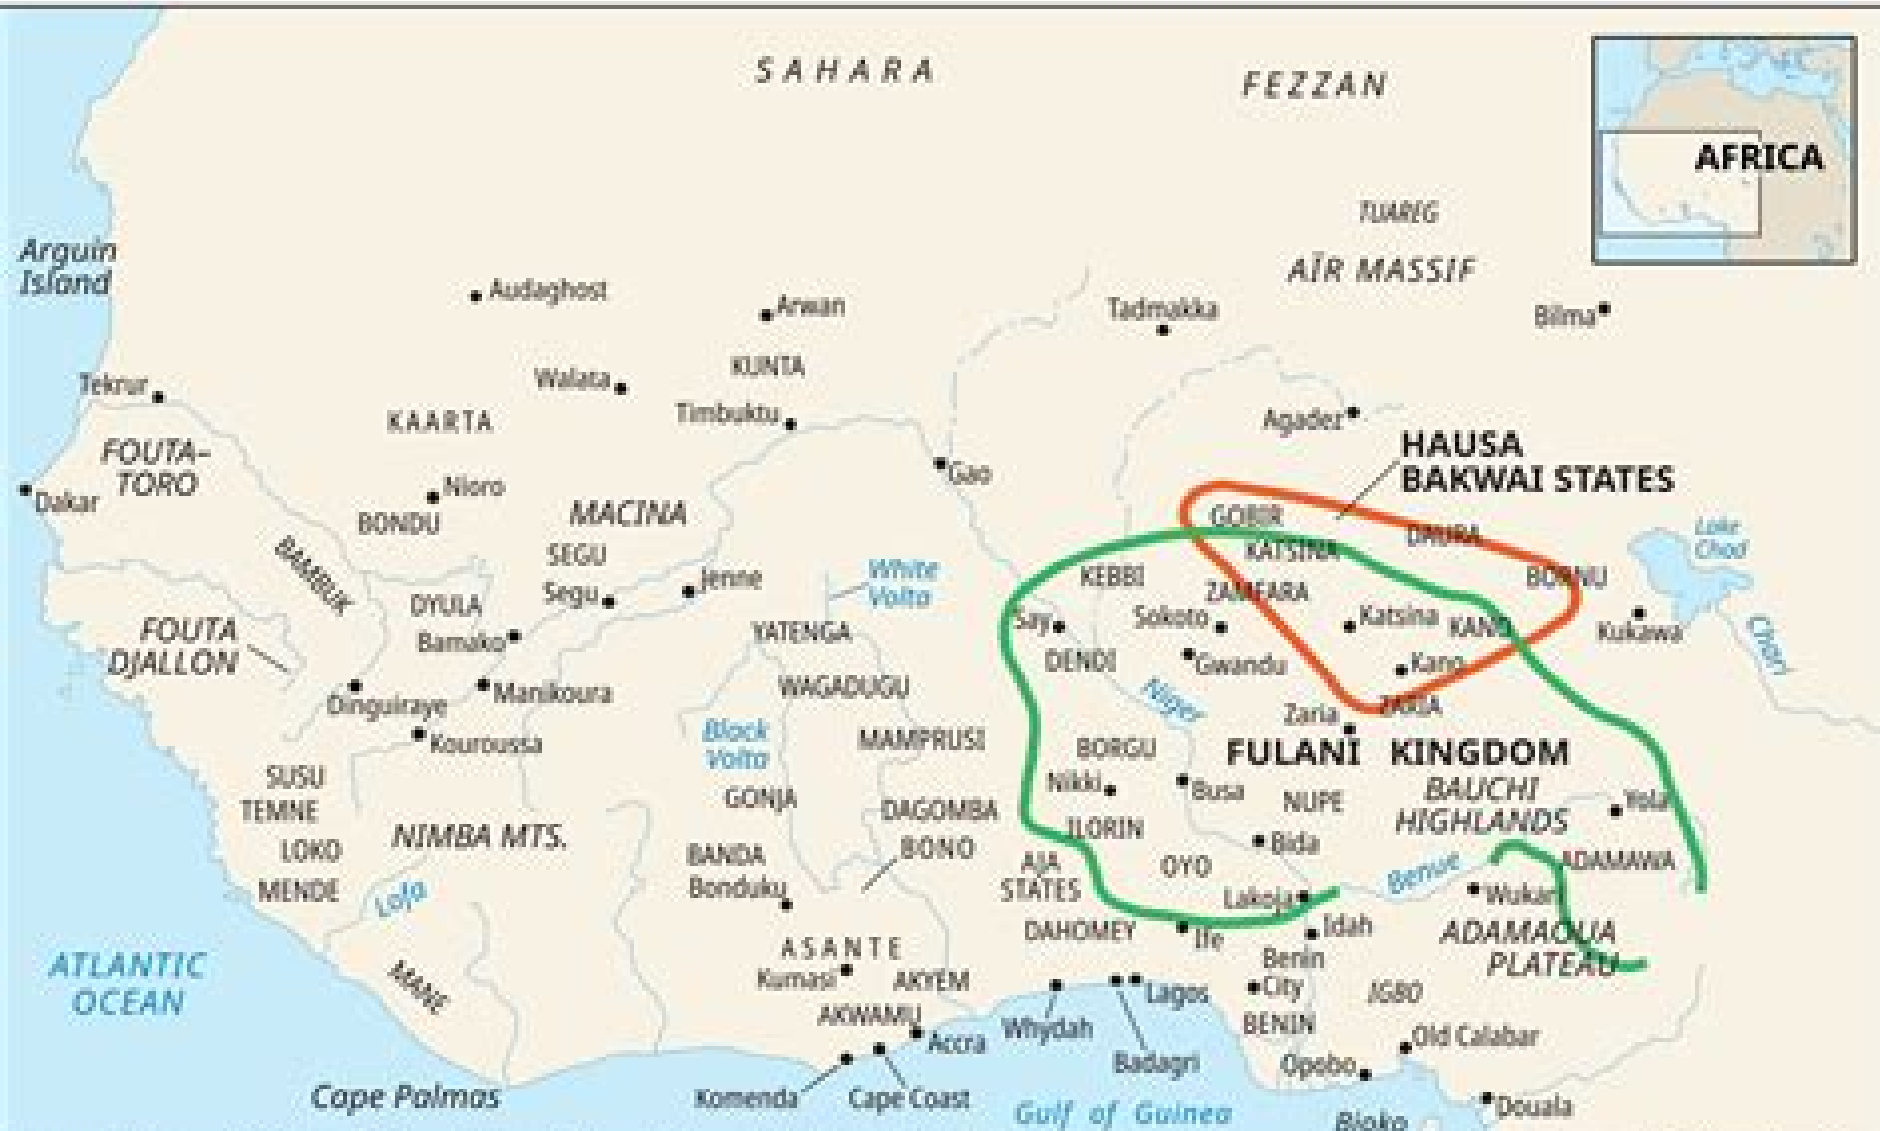 SAHARA
FEZZAN
AFRICA
TUAREG
AÏR MASSIF
Arguin
Island
Audaghost
Arwan
Tadmakka
Bilma
KUNTA
Tekrur
Walata
Timbuktu
KAARTA
Agadez
HAUSA
BAKWAI STATES
FOUTA-
TORO
Gao
Dakar
Nioro
BONDU
MACINA
GOBIR
DAURA
Lake
Chad
BAMBUK
SEGU
KATSINA
KEBBI
BORNU
White
Volta
Jenne
Segu
ZAMFARA
DYULA
Say
Sokoto
Katsina
KANO
Kukawa
Chari
FOUTA
DJALLON
Bamako
YATENGA
DENDI
Gwandu
Kano
Dinguiraye
Manikoura
WAGADUGU
Niger
ZARIA
Zaria
Kouroussa
Black
Volta
MAMPRUSI
BORGU
FULANI KINGDOM
SUSU
TEMNE
GONJA
DAGOMBA
Nikki
Busa
NUPE
BAUCHI
HIGHLANDS
Yola
LOKO
NIMBA MTS.
BANDA
BONO
ILORIN
Bida
AJA
STATES
OYO
Benue
ADAMAWA
MENDE
Lofa
Bonduku
Lakoja
Wukari
DAHOMEY
Ife
Idah
ADAMAOUA
PLATEAU
ATLANTIC
OCEAN
MANE
ASANTE
Kumasi
AKYEM
Benin
City
IGBO
Lagos
AKWAMU
Accra
Whydah
BENIN
Old Calabar
Badagri
Opobo
Cape Palmas
Komenda
Cape Coast
Gulf of Guinea
Bioko
Douala